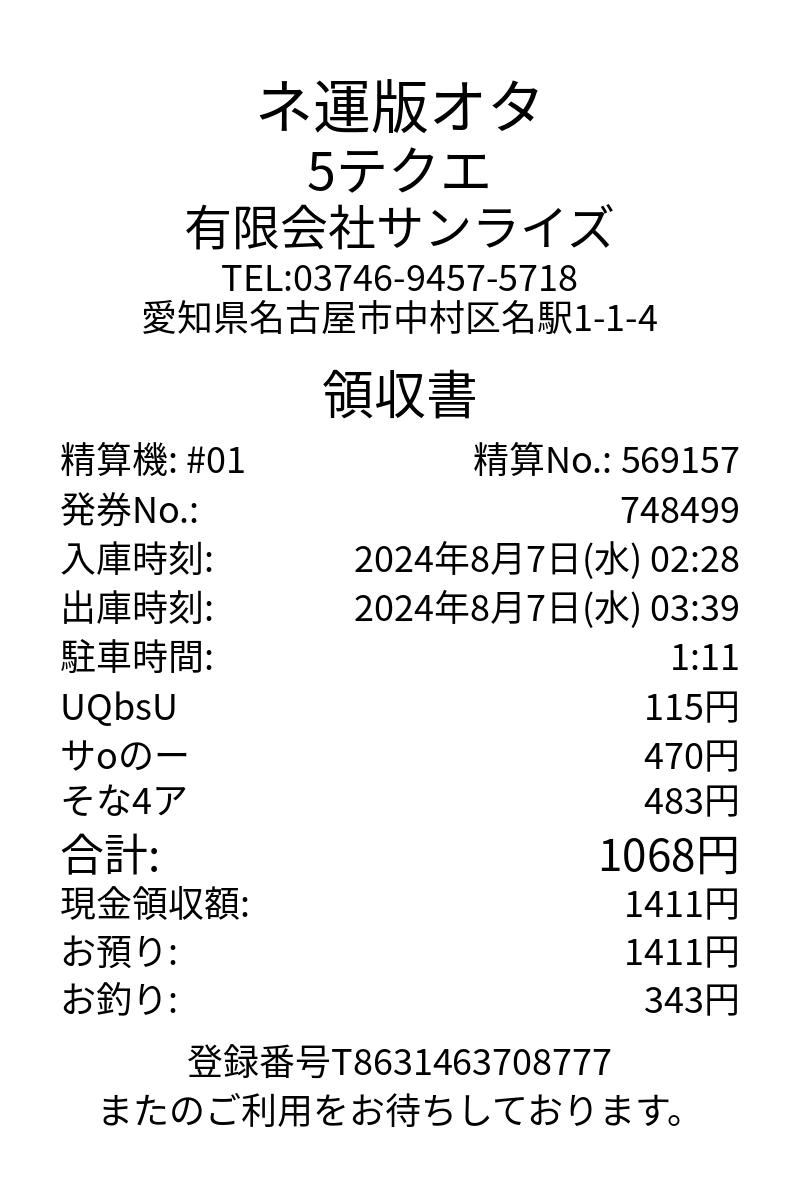 ネ運版オタ
5テクエ
有限会社サンライズ
TEL:03746-9457-5718
愛知県名古屋市中村区名駅1-1-4
領収書
精算機: #01 精算No.: 569157
発券No.: 748499
入庫時刻: 2024年8月7日(水) 02:28
出庫時刻: 2024年8月7日(水) 03:39
駐車時間: 1:11
UQbsU 115円
サoのー 470円
そな4ア 483円
合計: 1068円
現金領収額: 1411円
お預り: 1411円
お釣り: 343円
登録番号T8631463708777
またのご利用をお待ちしております。